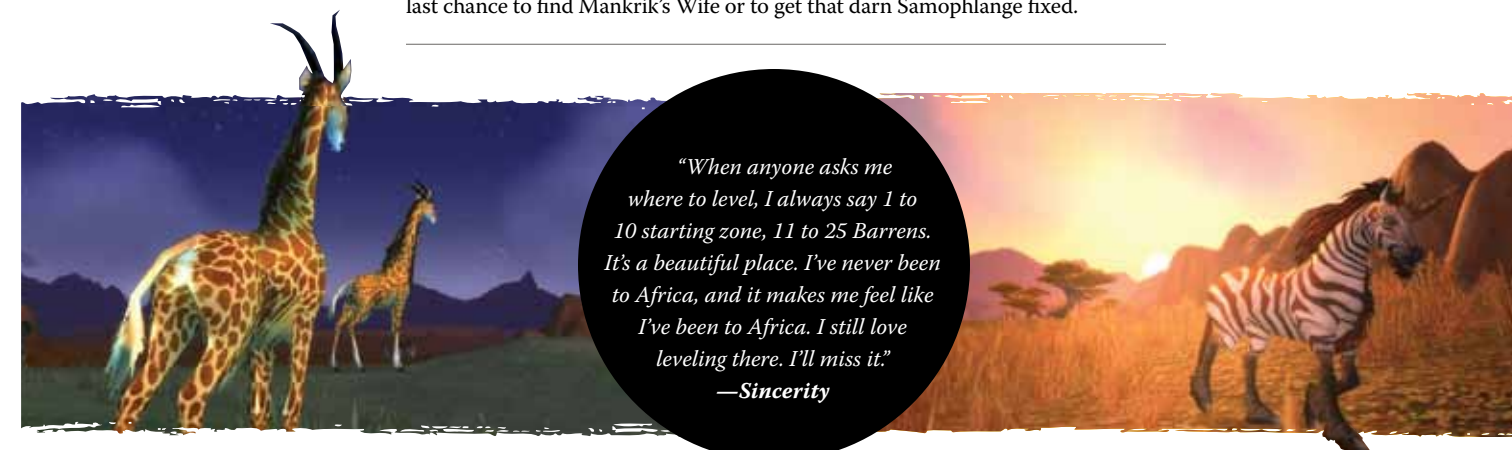 last chance to find Mankrik’s Wife or to get that darn Samophlange fixed.
“When anyone asks me
where to level, I always say 1 to
10 starting zone, 11 to 25 Barrens.
It’s a beautiful place. I’ve never been
to Africa, and it makes me feel like
I’ve been to Africa. I still love
leveling there. I’ll miss it.”
—Sincerity